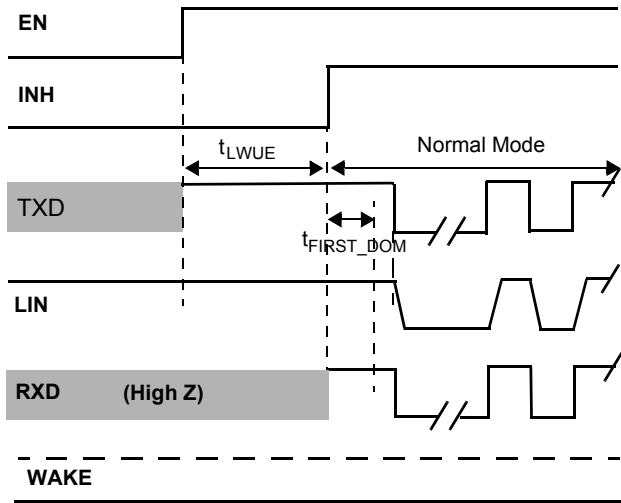 EN
INH
tLWUE
Normal Mode
TXD
tFIRST_DOM
LIN
RXD (High Z)
WAKE